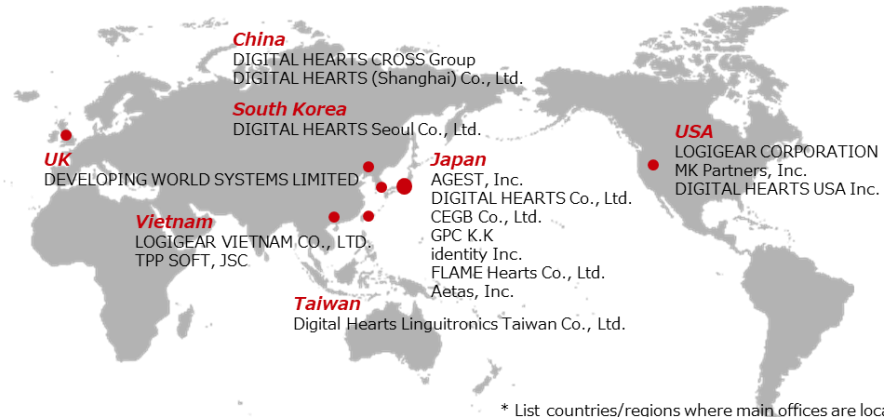 China
DIGITAL HEARTS CROSS Group
DIGITAL HEARTS (Shanghai) Co., Ltd.
South Korea
DIGITAL HEARTS Seoul Co., Ltd.
UK
DEVELOPING WORLD SYSTEMS LIMITED
Vietnam
LOGIGEAR VIETNAM CO., LTD.
TPP SOFT, JSC
Japan
AGEST, Inc.
DIGITAL HEARTS Co., Ltd.
CEGB Co., Ltd.
GPC K.K
identity Inc.
FLAME Hearts Co., Ltd.
Aetas, Inc.
USA
LOGIGEAR CORPORATION
MK Partners, Inc.
DIGITAL HEARTS USA Inc.
Taiwan
Digital Hearts Linguitronics Taiwan Co., Ltd.
* List countries/regions where main offices are loca